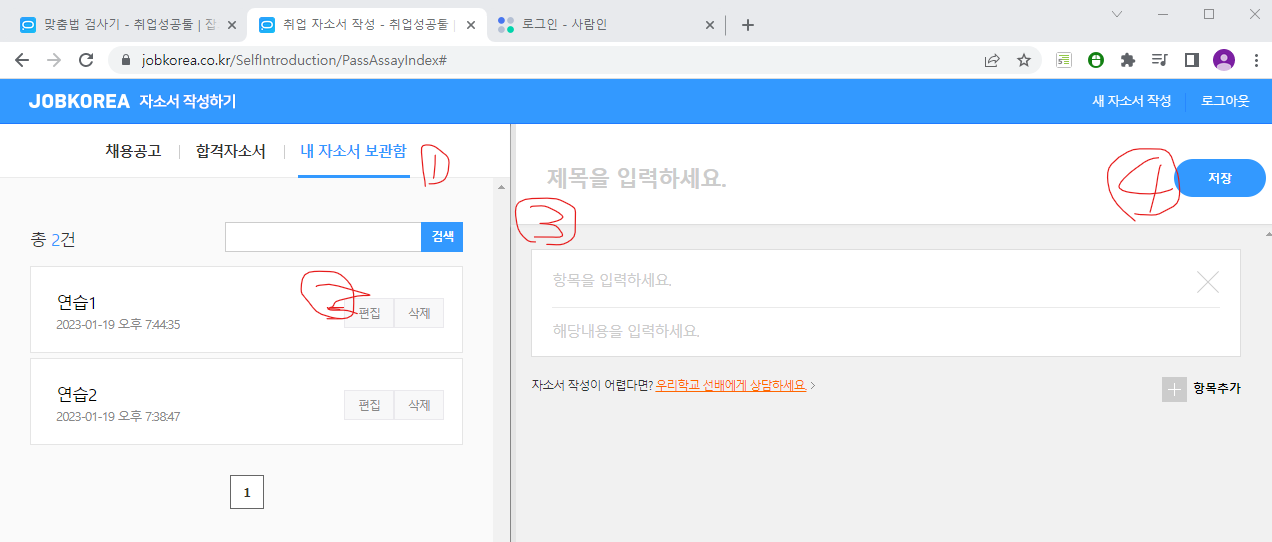 맞춤법 검사기 - 취업성공툴 | 잡
취업 자소서 작성 - 취업성공툴 |
로그인 - 사람인
jobkorea.co.kr/SelfIntroduction/PassAssayIndex#
JOBKOREA 자소서 작성하기
새 자소서 작성
로그아웃
채용공고
합격자소서
내 자소서 보관함
1
제목을 입력하세요.
4
저장
3
총 2건
검색
항목을 입력하세요.
2
연습1
2023-01-19 오후 7:44:35
편집
삭제
해당내용을 입력하세요.
연습2
2023-01-19 오후 7:38:47
편집
삭제
자소서 작성이 어렵다면? 우리학교 선배에게 상담하세요.
항목추가
1